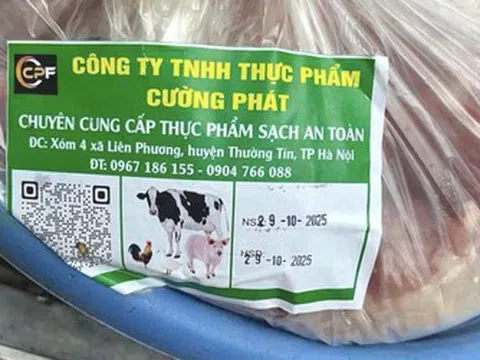 CPF
CÔNG TY TNHH THỰC PHẨM
CƯỜNG PHÁT
CHUYÊN CUNG CẤP THỰC PHẨM SẠCH AN TOÀN
ĐC: Xóm 4 xã Liên Phương, huyện Thường Tín, TP Hà Nội
ĐT: 0967 186 155 - 0904 766 088
NSX 29 -10- 2025
HSD:
29 -10- 2025